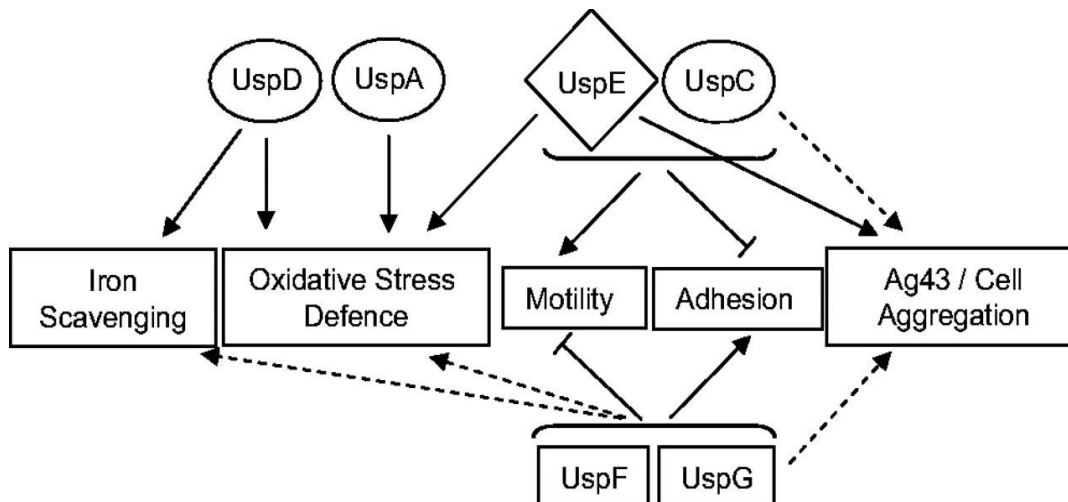 UspD
UspA
UspE
UspC
Iron
Scavenging
Oxidative Stress
Defence
Motility
Adhesion
Ag43 / Cell
Aggregation
UspF
UspG